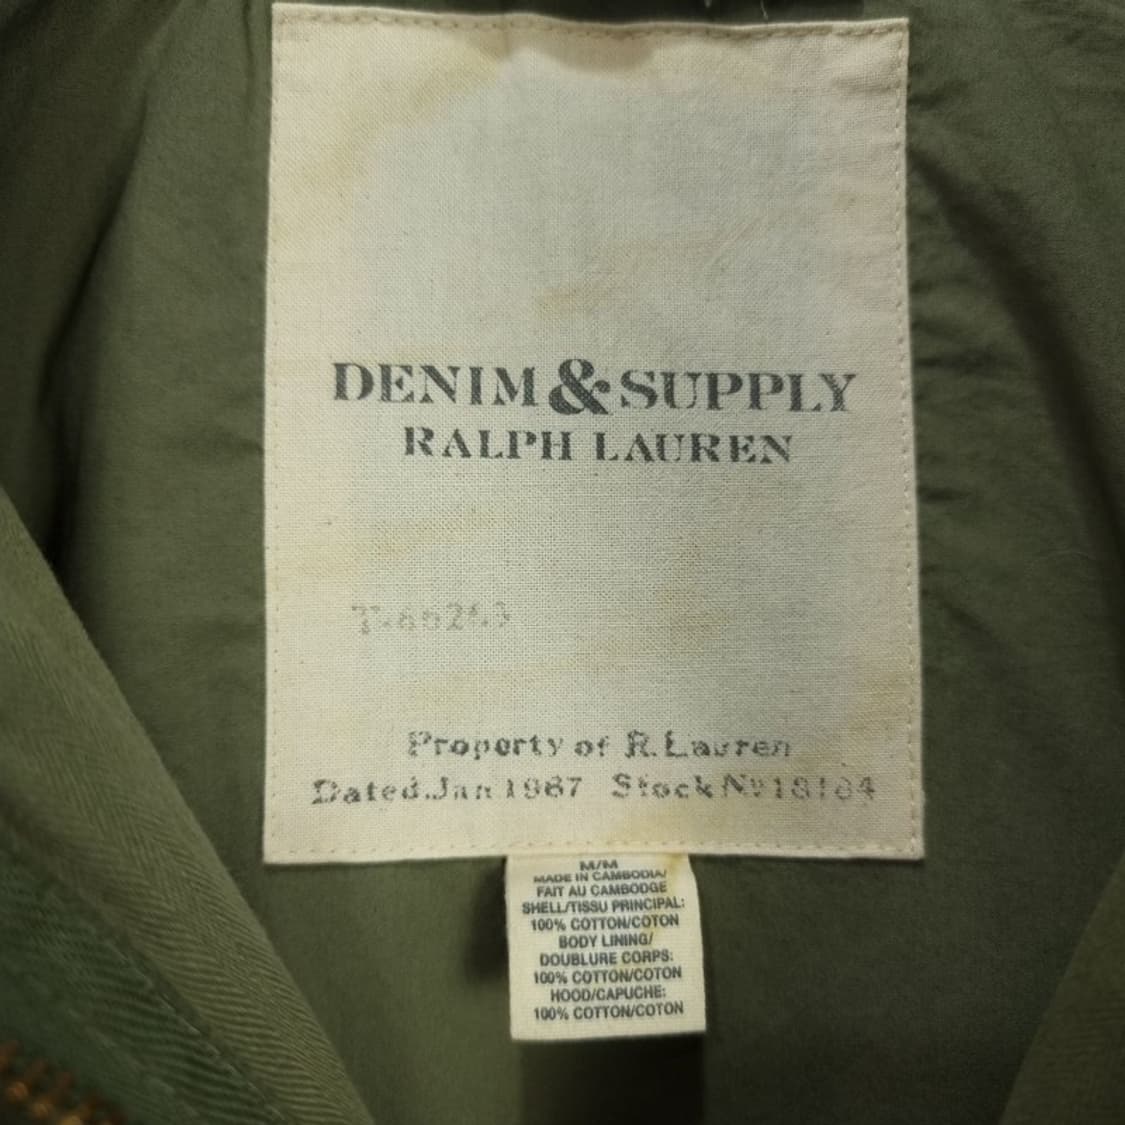 DENIM & SUPPLY
RALPH LAUREN
Property of R. Lauren
Dated. Jan 1967 Stock Nº 18184
M/M
MADE IN CAMBODIA/
FAIT AU CAMBODGE
SHELL/TISSU PRINCIPAL:
100% COTTON/COTON
BODY LINING/
DOUBLURE CORPS:
100% COTTON/COTON
HOOD/CAPUCHE:
100% COTTON/COTON